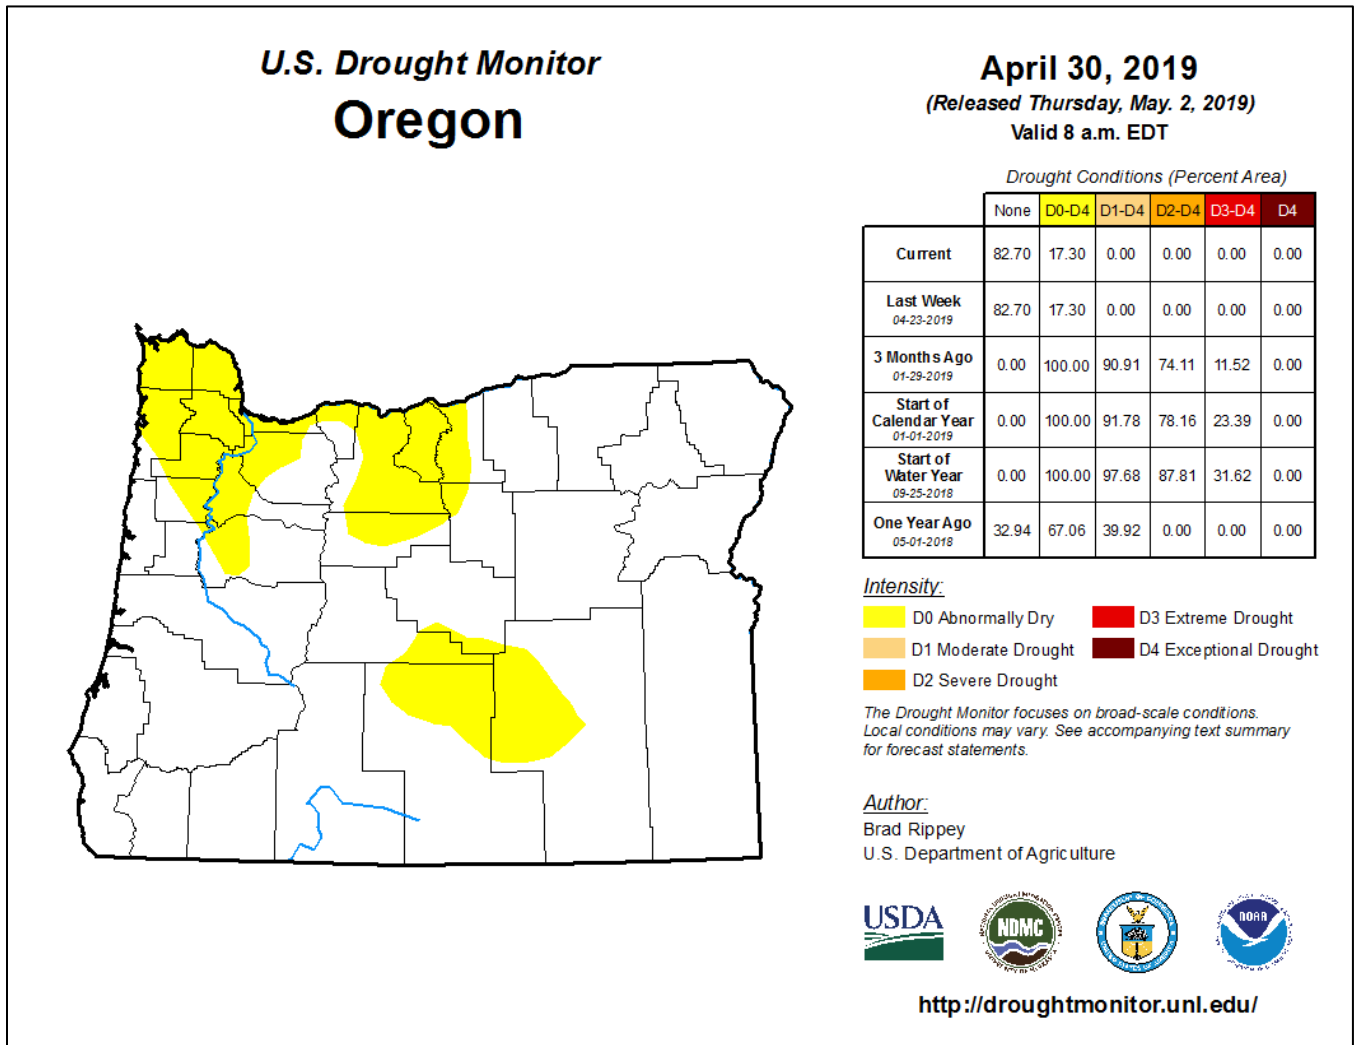 U.S. Drought Monitor
Oregon
April 30, 2019
(Released Thursday, May. 2, 2019)
Valid 8 a.m. EDT
Drought Conditions (Percent Area)
None D0-D4 D1-D4 D2-D4 D3-D4 D4
Current 82.70 17.30 0.00 0.00 0.00 0.00
Last Week
04-23-2019
82.70 17.30 0.00 0.00 0.00 0.00
3 Months Ago
01-29-2019
0.00 100.00 90.91 74.11 11.52 0.00
Start of
Calendar Year
01-01-2019
0.00 100.00 91.78 78.16 23.39 0.00
Start of
Water Year
09-25-2018
0.00 100.00 97.68 87.81 31.62 0.00
One Year Ago
05-01-2018
32.94 67.06 39.92 0.00 0.00 0.00
Intensity:
D0 Abnormally Dry
D3 Extreme Drought
D1 Moderate Drought
D4 Exceptional Drought
D2 Severe Drought
The Drought Monitor focuses on broad-scale conditions.
Local conditions may vary. See accompanying text summary
for forecast statements.
Author:
Brad Rippey
U.S. Department of Agriculture
USDA
NDMC
NOAA
http://droughtmonitor.unl.edu/